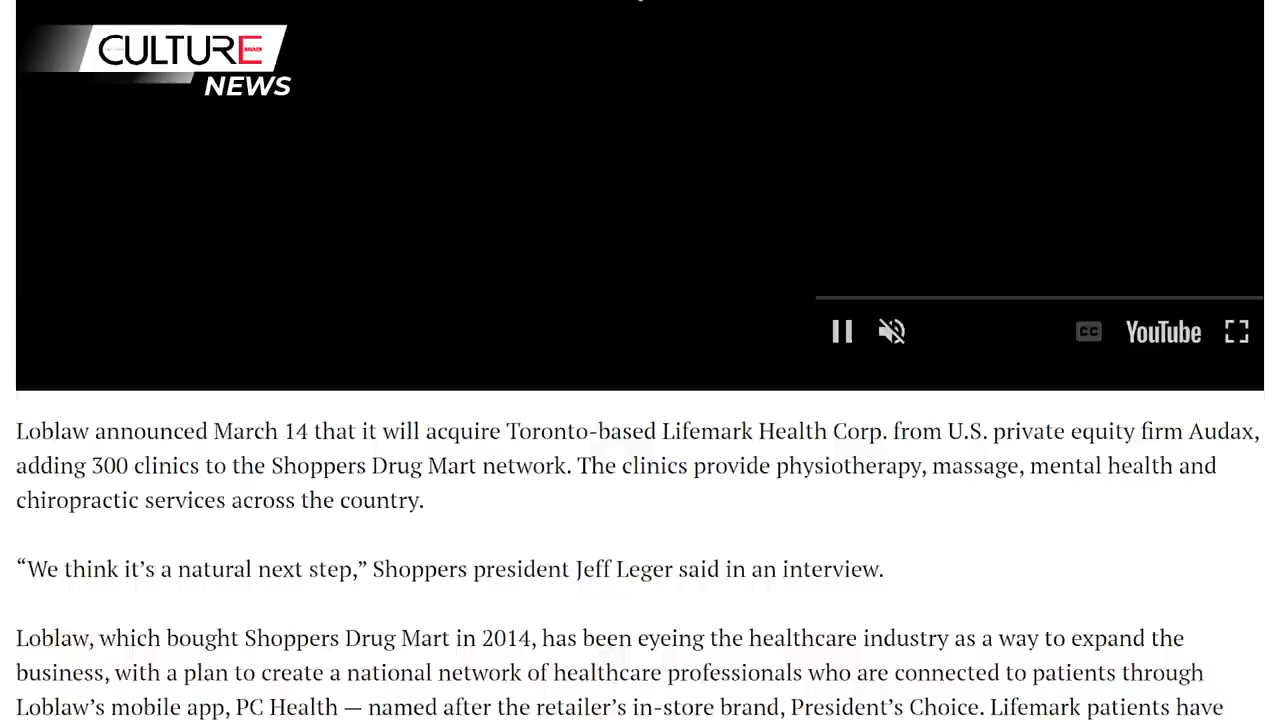 CULTURE
NEWS
CC YouTube
Loblaw announced March 14 that it will acquire Toronto-based Lifemark Health Corp. from U.S. private equity firm Audax,
adding 300 clinics to the Shoppers Drug Mart network. The clinics provide physiotherapy, massage, mental health and
chiropractic services across the country.
“We think it’s a natural next step,” Shoppers president Jeff Leger said in an interview.
Loblaw, which bought Shoppers Drug Mart in 2014, has been eyeing the healthcare industry as a way to expand the
business, with a plan to create a national network of healthcare professionals who are connected to patients through
Loblaw’s mobile app, PC Health — named after the retailer’s in-store brand, President’s Choice. Lifemark patients have